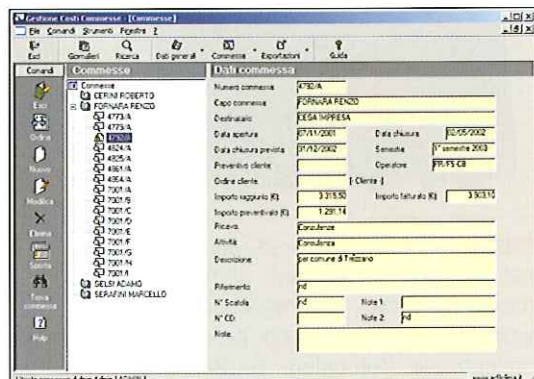 Gestione Costi Commesse - [Commesse]
File Comandi Strumenti Finestra ?
Esci Giornalieri Ricerca Dati generali Commessa Esportazioni Guida
Comandi
Esci
Ordina
Nuovo
Modifica
Elimina
Sposta
Trova commessa
Help
Commesse
Commesse
CERINI ROBERTO
FORNARA RENZO
4773/A
4779/A
4792/A
4824/A
4825/A
4861/A
4864/A
7001/A
7001/B
7001/C
7001/D
7001/E
7001/F
7001/G
7001/H
7001/I
GELSI ADAMO
SERAFINI MARCELLO
Dati commessa
Numero commessa 4792/A
Capo commessa FORNARA RENZO
Destinatario CEGA IMPRESA
Data apertura 07/11/2001 Data chiusura 02/05/2002
Data chiusura prevista 31/12/2002 Semestre 1° semestre 2003
Preventivo cliente Operatore FR/FS-CB
Ordine cliente [- Cliente -]
Importo raggiunto (€) 3.315,50 Importo fatturato (€) 3.503,10
Importo preventivato (€) 1.291,14
Ricavo Consulenze
Attività Consulenza
Descrizione per comune di Trezzano
Riferimento nd
N° Scatola nd Note 1:
N° CD: Note 2: nd
Note: